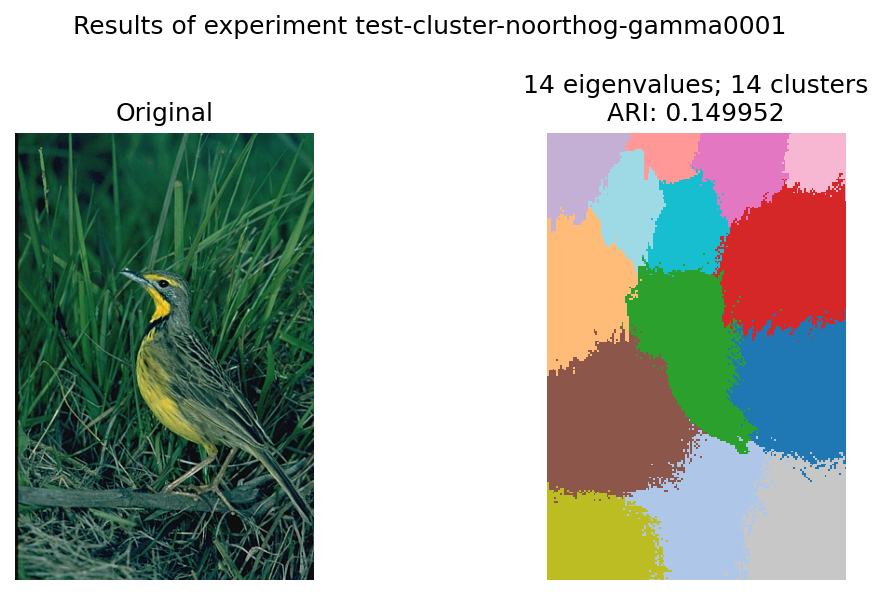 Results of experiment test-cluster-noorthog-gamma0001
Original
14 eigenvalues; 14 clusters
ARI: 0.149952